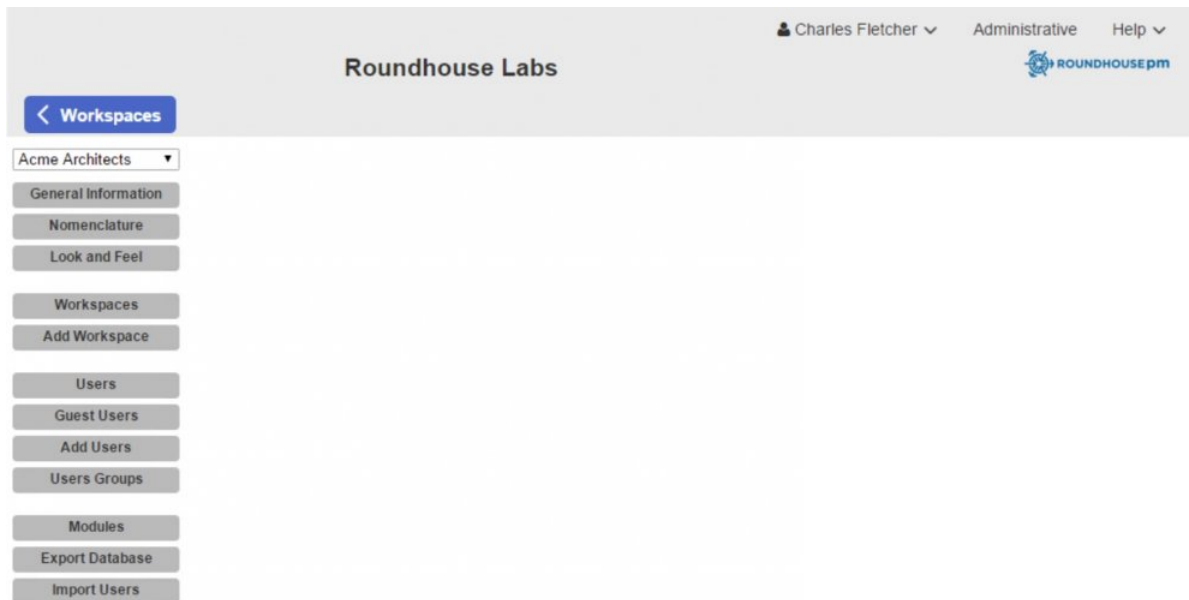 Charles Fletcher Administrative Help
Roundhouse Labs
ROUNDHOUSEpm
Workspaces
Acme Architects
General Information
Nomenclature
Look and Feel
Workspaces
Add Workspace
Users
Guest Users
Add Users
Users Groups
Modules
Export Database
Import Users